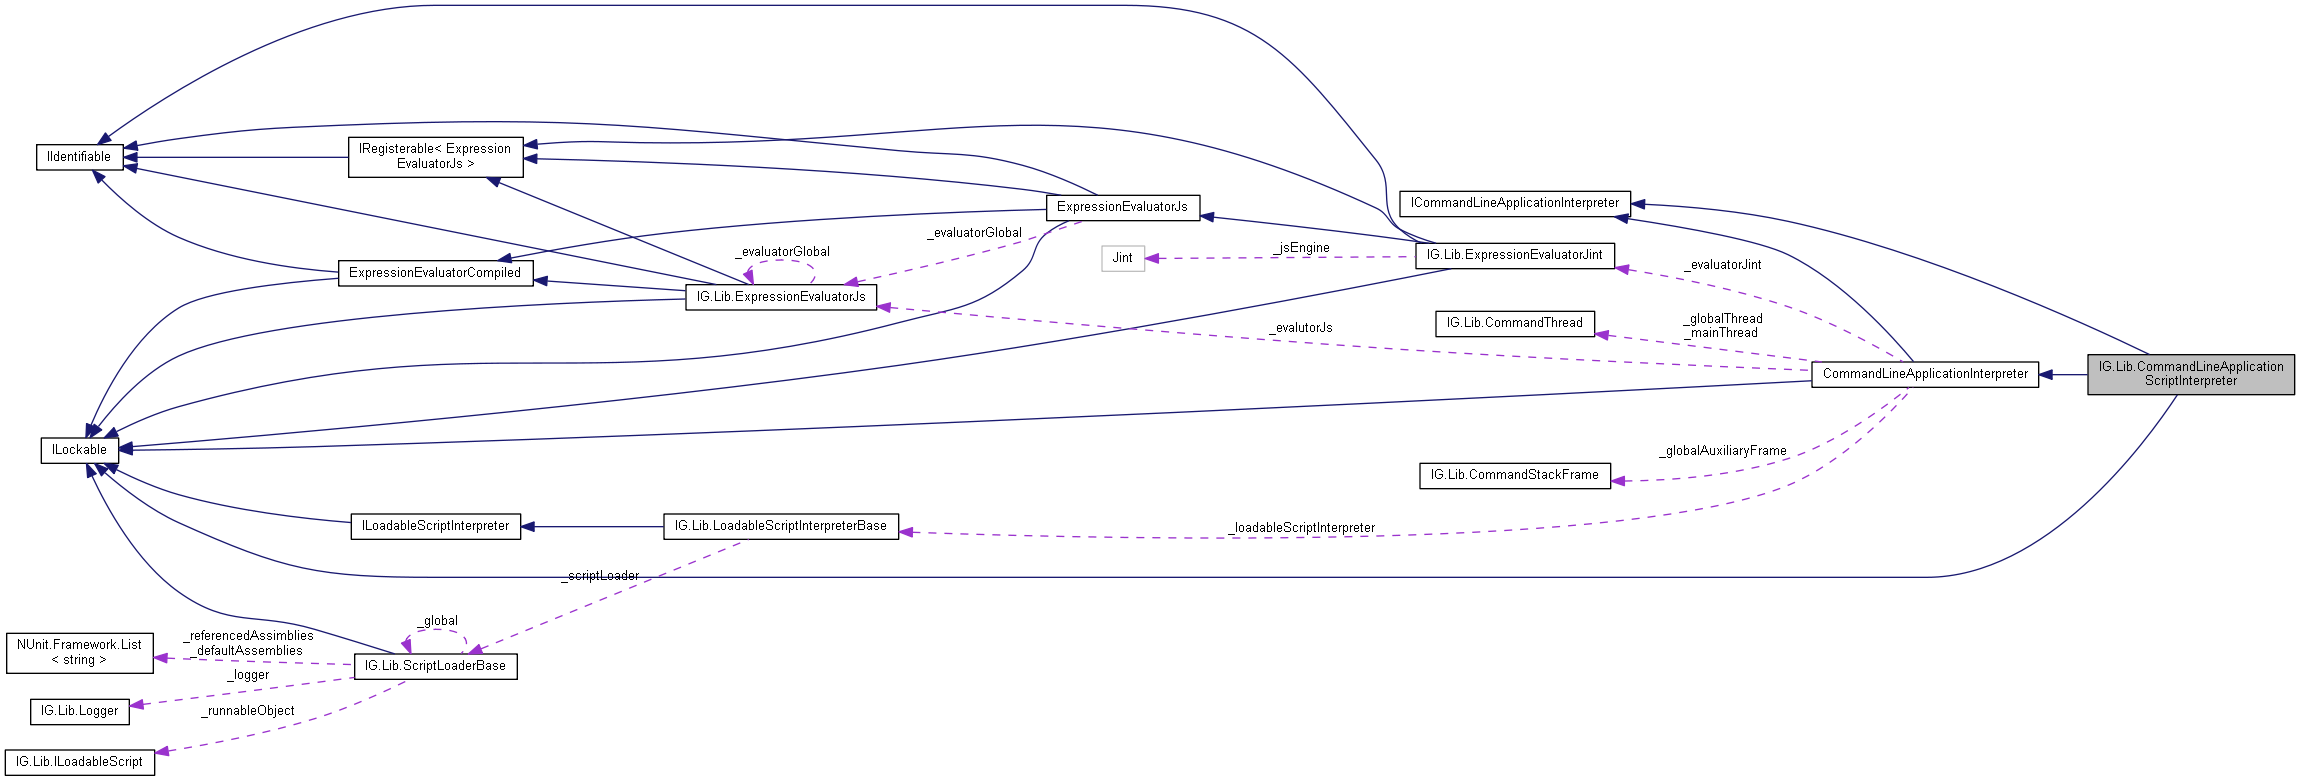 IIdentifiable
IRegisterable< Expression
EvaluatorJs >
ExpressionEvaluatorJs
ICommandLineApplicationInterpreter
_evaluatorGlobal
_evaluatorGlobal
_jsEngine
Jint
IG.Lib.ExpressionEvaluatorJint
_evaluatorJint
ExpressionEvaluatorCompiled
IG.Lib.ExpressionEvaluatorJs
_evalutorJs
IG.Lib.CommandThread
_globalThread
_mainThread
CommandLineApplicationInterpreter
IG.Lib.CommandLineApplication
ScriptInterpreter
ILockable
_globalAuxiliaryFrame
IG.Lib.CommandStackFrame
ILoadableScriptInterpreter
IG.Lib.LoadableScriptInterpreterBase
_loadableScriptInterpreter
_scriptLoader
_global
NUnit.Framework.List
< string >
_referencedAssimblies
_defaultAssemblies
IG.Lib.ScriptLoaderBase
_logger
IG.Lib.Logger
_runnableObject
IG.Lib.ILoadableScript